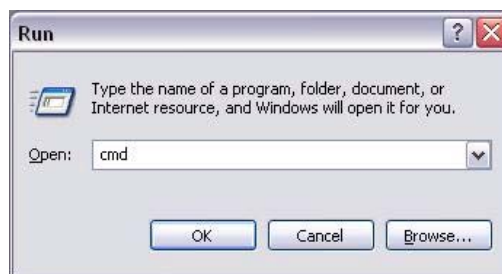 Run
Type the name of a program, folder, document, or
Internet resource, and Windows will open it for you.
Open: cmd
OK Cancel Browse...